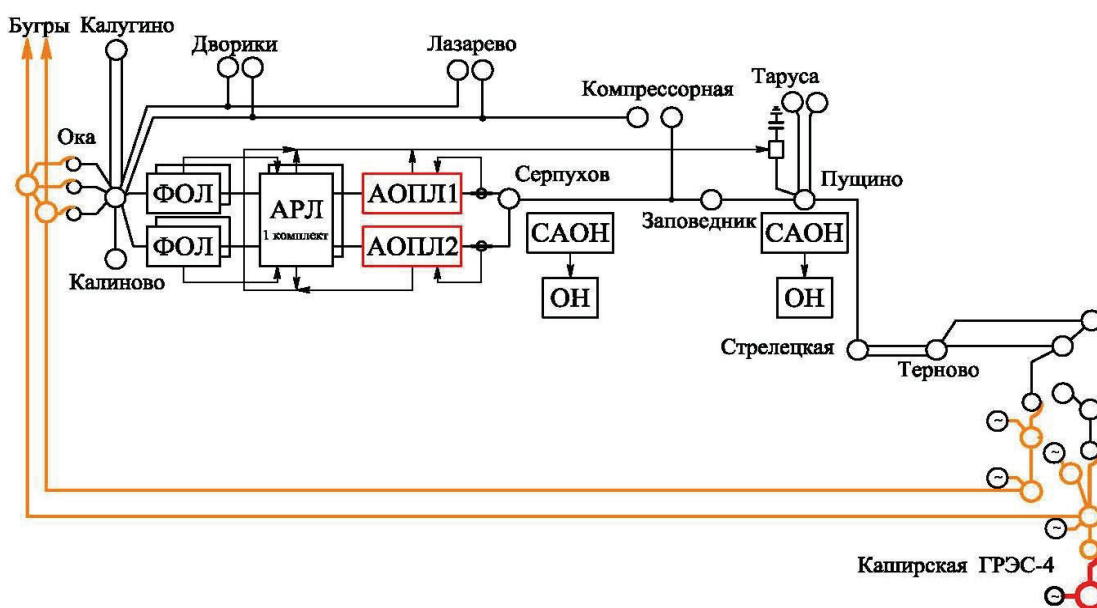 Бугры Калугино
Дворики
Лазарево
Компрессорная
Таруса
Ока
ФОЛ
АРЛ
1 комплект
АОПЛ1
Серпухов
Пущино
Заповедник
ФОЛ
АОПЛ2
САОН
САОН
Калиново
ОН
ОН
Стрелецкая
Терново
~
~
~
~
Каширская ГРЭС-4
~